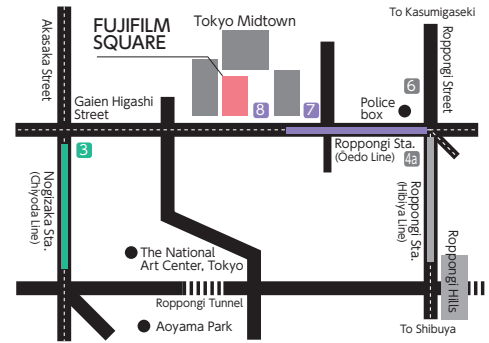 To Kasumigaseki
Tokyo Midtown
FUJIFILM
SQUARE
Akasaka Street
Roppongi Street
6
Gaien Higashi
Street
8
7
Police
box
3
Roppongi Sta.
(Ōedo Line)
4a
Nogizaka Sta.
(Chiyoda Line)
Roppongi Sta.
(Hibiya Line)
Roppongi Hills
The National
Art Center, Tokyo
Roppongi Tunnel
Aoyama Park
To Shibuya